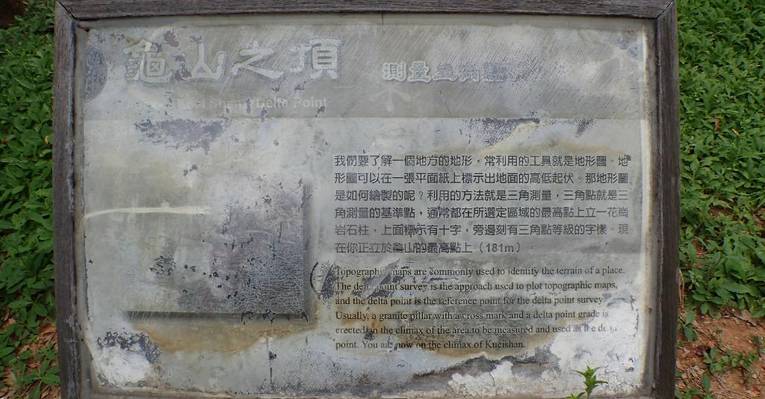 龜山之頂 測量
Delta Point
我們要了解一個地方的地形，常利用的工具就是地形圖。地
形圖可以在一張平面紙上標示出地面的高低起伏。那地形圖
是如何繪製的呢？利用的方法就是三角測量，三角點就是三
角測量的基準點，通常都在所選定區域的最高點上立一花崗
岩石柱，上面標示有十字，旁邊刻有三角點等級的字樣。現
在你正立於龜山的最高點上（181m）
Topographic maps are commonly used to identify the terrain of a place.
The delta point survey is the approach used to plot topographic maps,
and the delta point is the reference point for the delta point survey.
Usually, a granite pillar with a cross mark and a delta point grade is
erected on the climax of the area to be measured and used as the delta
point. You are now on the climax of Kueishan.